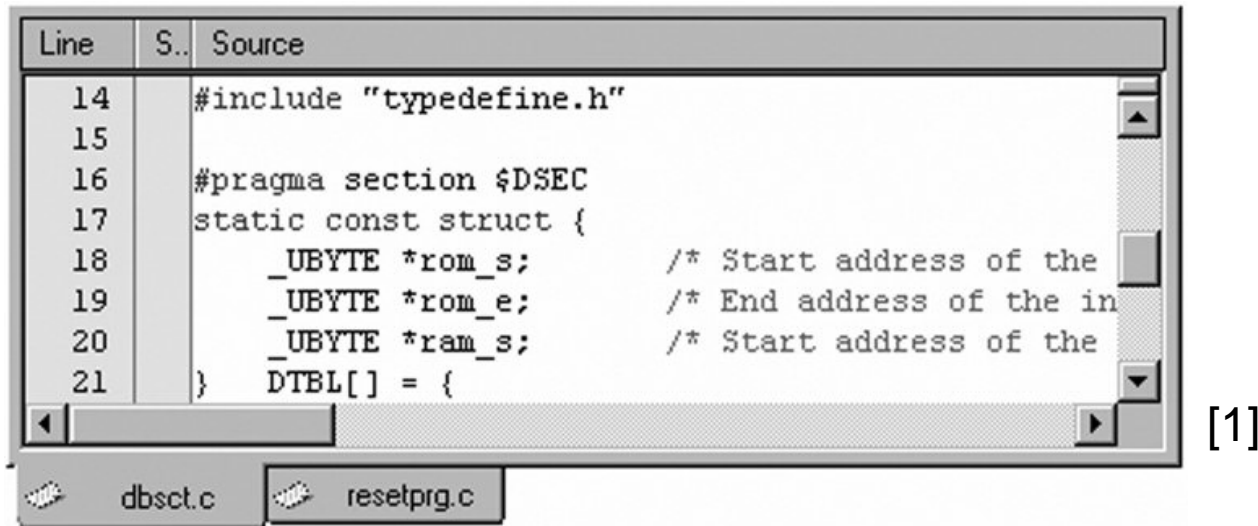 Line S.. Source
14 #include "typedefine.h"
15
16 #pragma section $DSEC
17 static const struct {
18 _UBYTE *rom_s; /* Start address of the
19 _UBYTE *rom_e; /* End address of the in
20 _UBYTE *ram_s; /* Start address of the
21 } DTBL[] = {
[1]
dbsct.c resetprg.c